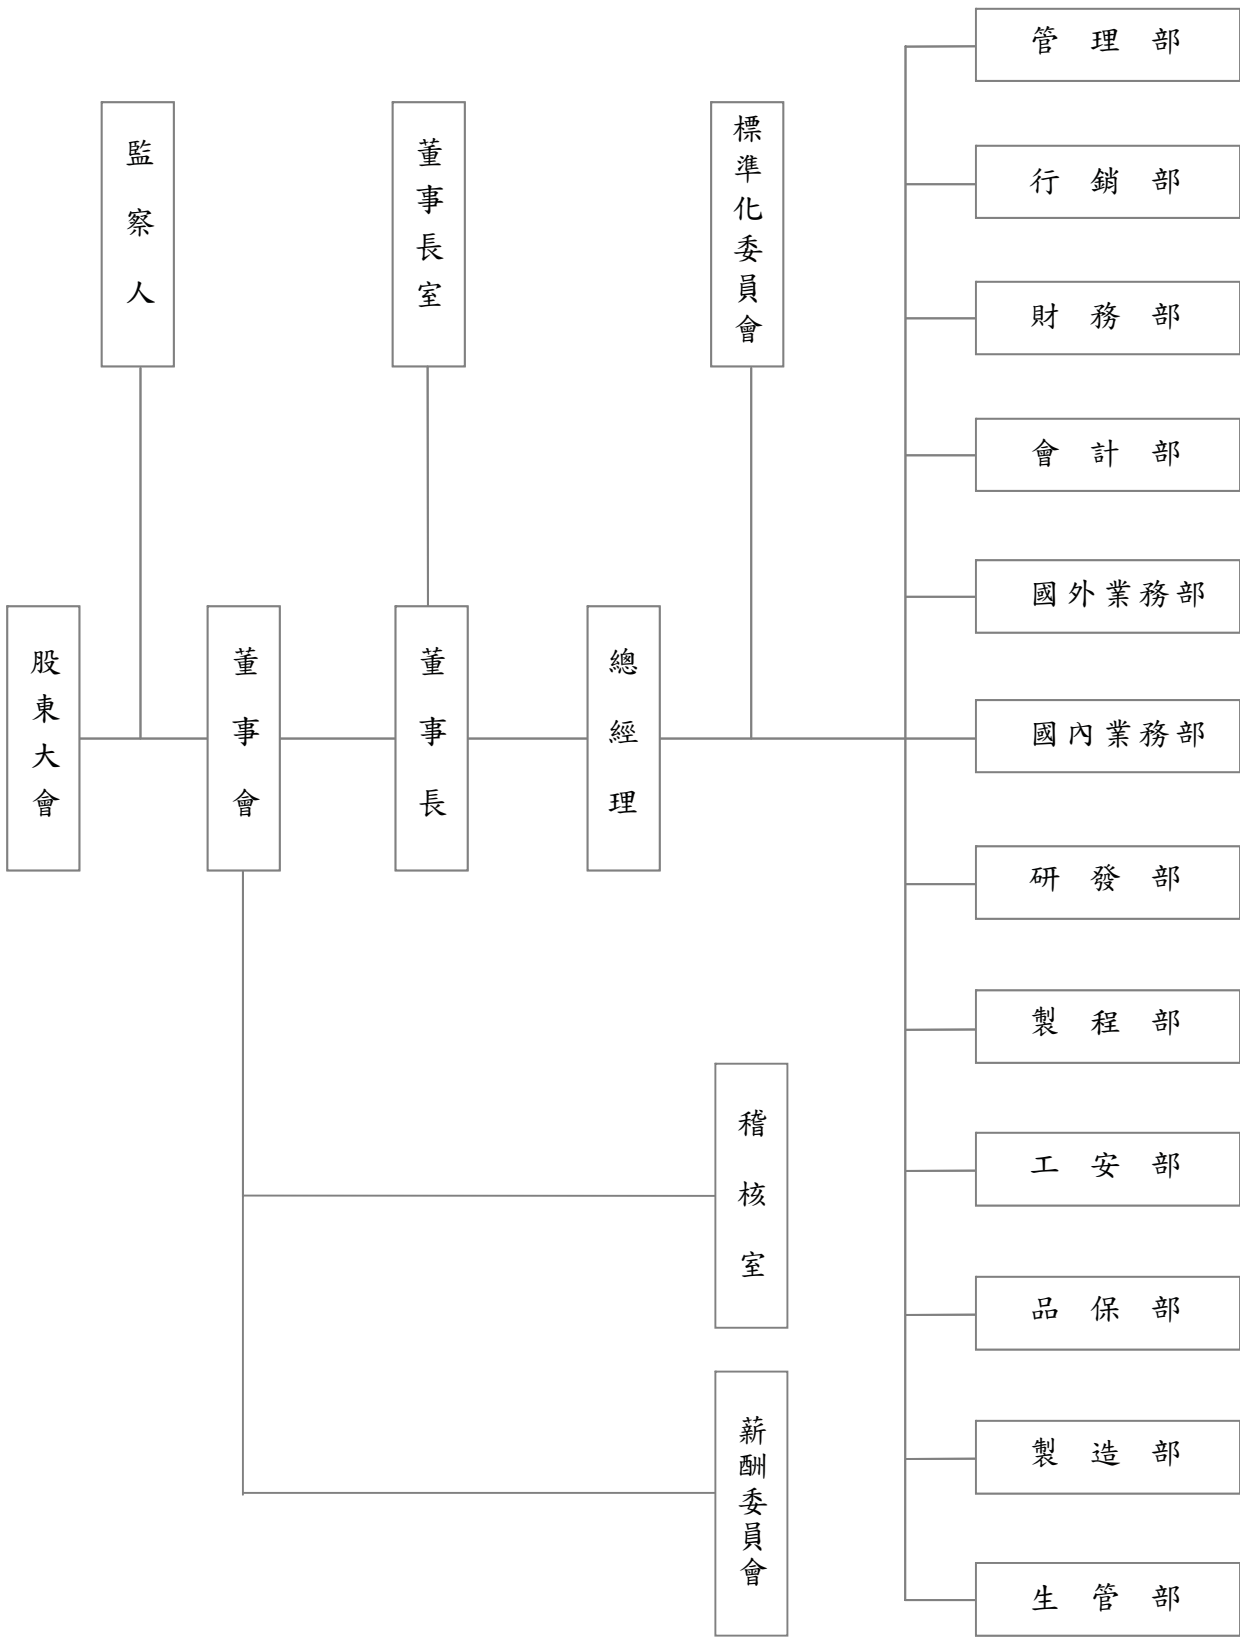 管理部
監察人
董事長室
標準化委員會
行銷部
財務部
會計部
國外業務部
股東大會
董事會
董事長
總經理
國內業務部
研發部
製程部
稽核室
工安部
品保部
薪酬委員會
製造部
生管部